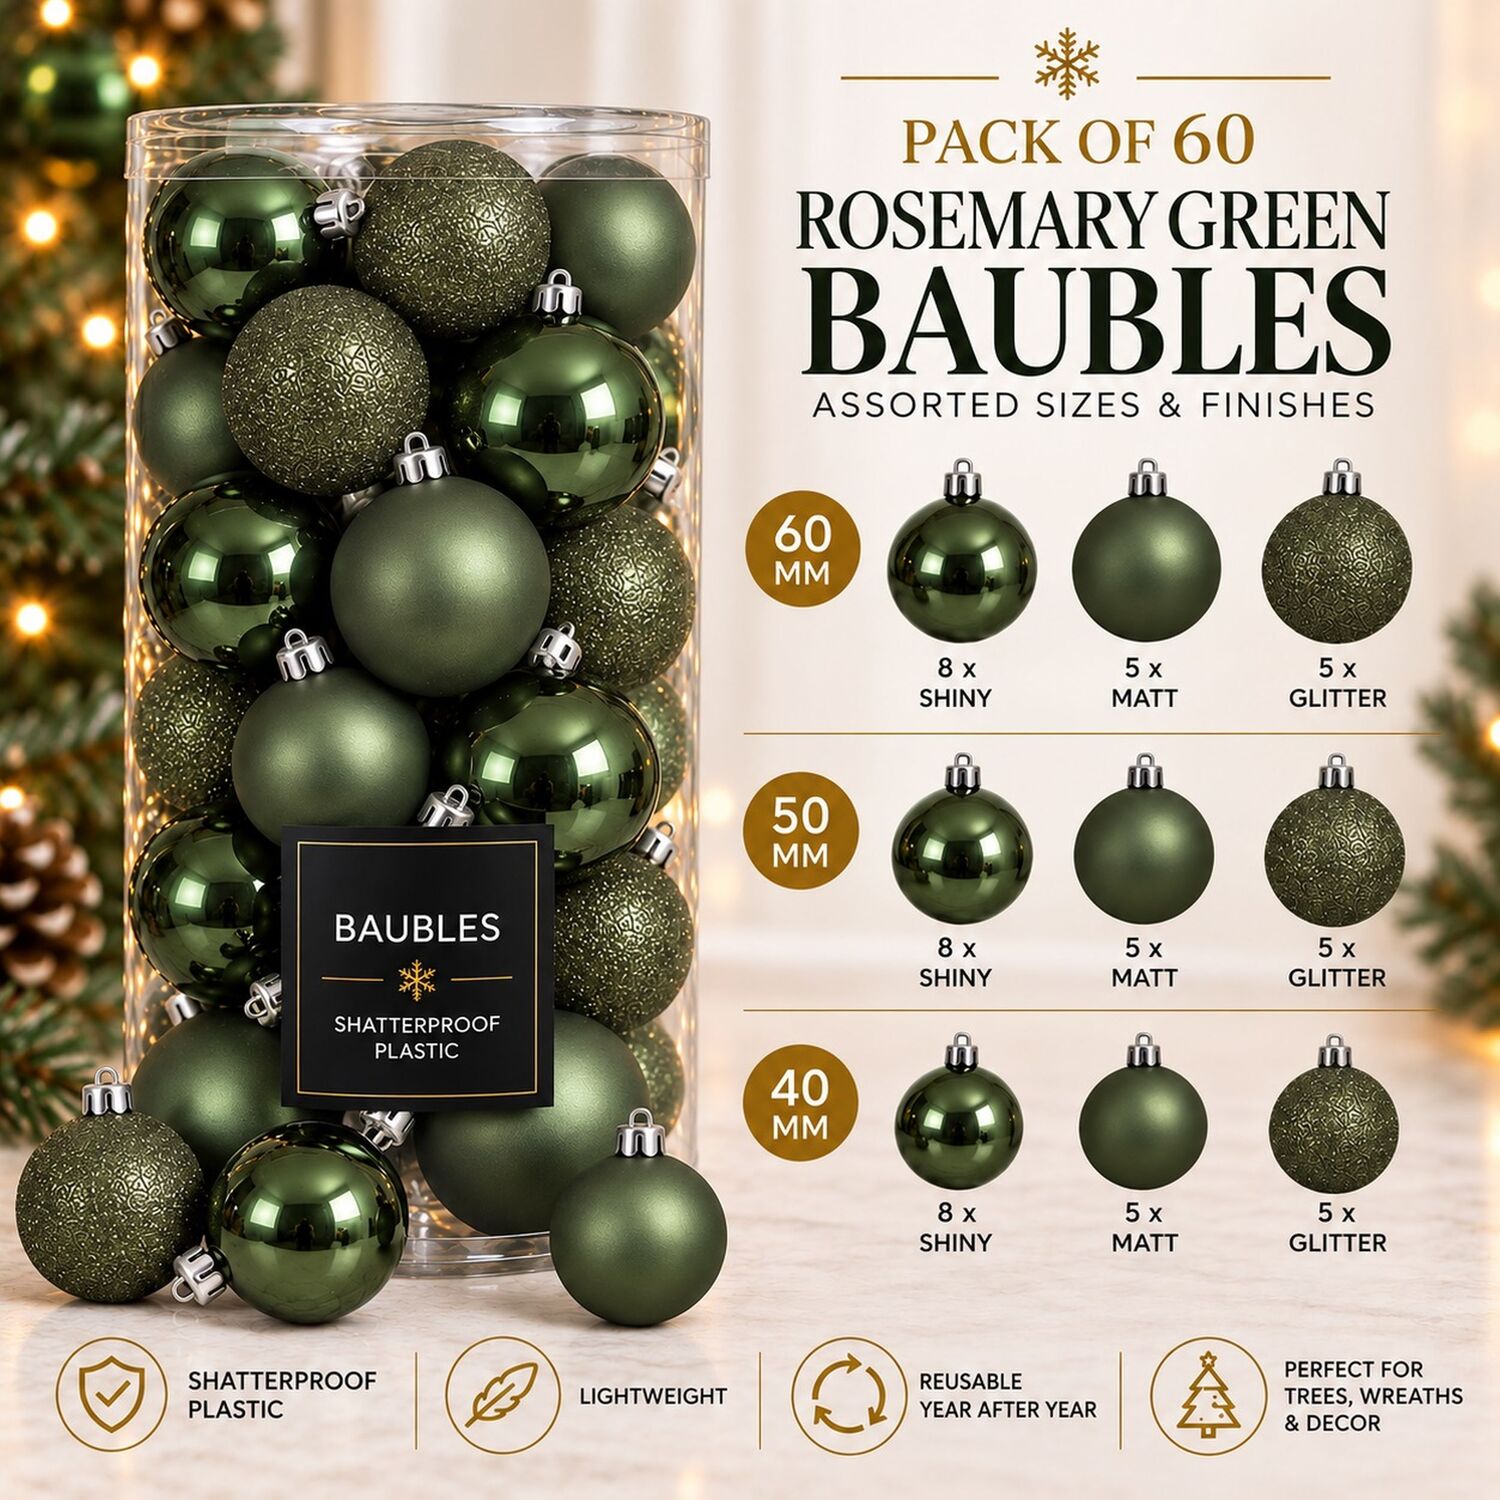 PACK OF 60
ROSEMARY GREEN
BAUBLES
ASSORTED SIZES & FINISHES
60
MM
8 x
SHINY
5 x
MATT
5 x
GLITTER
50
MM
8 x
SHINY
5 x
MATT
5 x
GLITTER
40
MM
8 x
SHINY
5 x
MATT
5 x
GLITTER
BAUBLES
SHATTERPROOF
PLASTIC
SHATTERPROOF
PLASTIC
LIGHTWEIGHT
REUSABLE
YEAR AFTER YEAR
PERFECT FOR
TREES, WREATHS
& DECOR